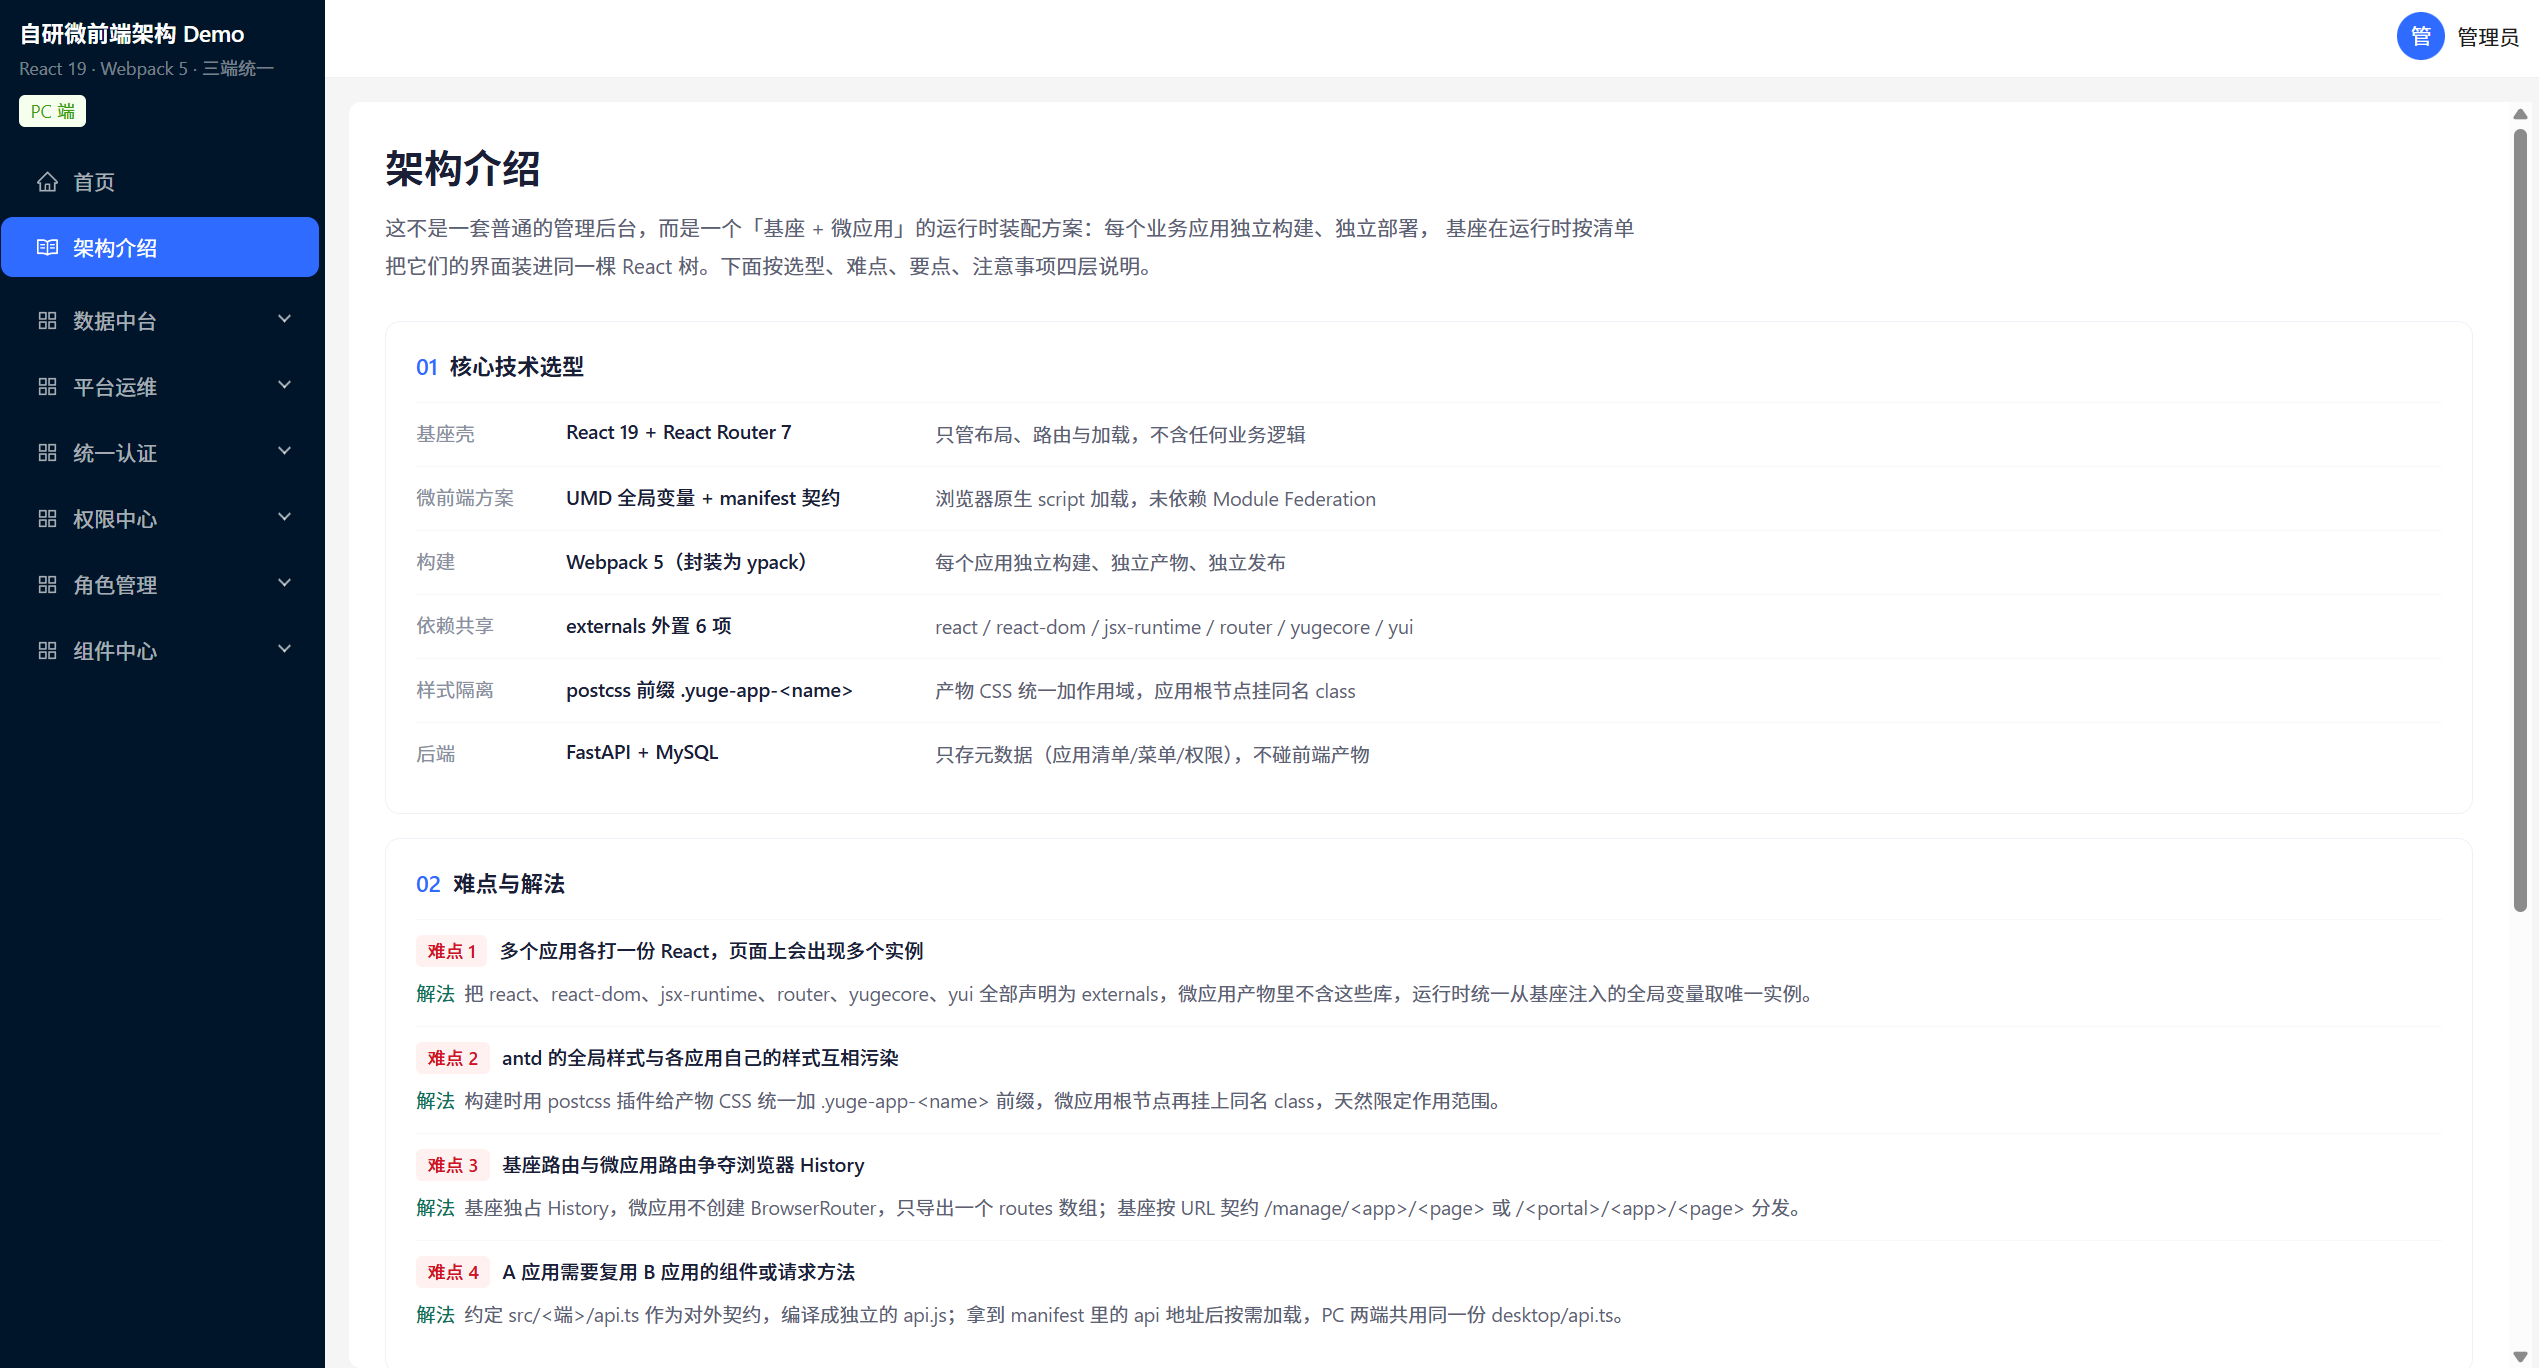 自研微前端架构 Demo
React 19 · Webpack 5 · 三端统一
PC 端
首页
架构介绍
数据中台
平台运维
统一认证
权限中心
角色管理
组件中心
管 管理员
架构介绍
这不是一套普通的管理后台，而是一个「基座 + 微应用」的运行时装配方案：每个业务应用独立构建、独立部署， 基座在运行时按清单
把它们的界面装进同一棵 React 树。下面按选型、难点、要点、注意事项四层说明。
01 核心技术选型
基座壳 React 19 + React Router 7 只管布局、路由与加载，不含任何业务逻辑
微前端方案 UMD 全局变量 + manifest 契约 浏览器原生 script 加载，未依赖 Module Federation
构建 Webpack 5（封装为 ypack） 每个应用独立构建、独立产物、独立发布
依赖共享 externals 外置 6 项 react / react-dom / jsx-runtime / router / yugecore / yui
样式隔离 postcss 前缀 .yuge-app-<name> 产物 CSS 统一加作用域，应用根节点挂同名 class
后端 FastAPI + MySQL 只存元数据（应用清单/菜单/权限），不碰前端产物
02 难点与解法
难点 1 多个应用各打一份 React，页面上会出现多个实例
解法 把 react、react-dom、jsx-runtime、router、yugecore、yui 全部声明为 externals，微应用产物里不含这些库，运行时统一从基座注入的全局变量取唯一实例。
难点 2 antd 的全局样式与各应用自己的样式互相污染
解法 构建时用 postcss 插件给产物 CSS 统一加 .yuge-app-<name> 前缀，微应用根节点再挂上同名 class，天然限定作用范围。
难点 3 基座路由与微应用路由争夺浏览器 History
解法 基座独占 History，微应用不创建 BrowserRouter，只导出一个 routes 数组；基座按 URL 契约 /manage/<app>/<page> 或 /<portal>/<app>/<page> 分发。
难点 4 A 应用需要复用 B 应用的组件或请求方法
解法 约定 src/<端>/api.ts 作为对外契约，编译成独立的 api.js；拿到 manifest 里的 api 地址后按需加载，PC 两端共用同一份 desktop/api.ts。